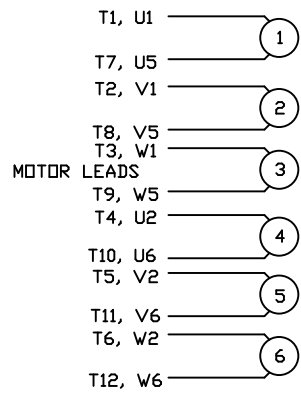 T1, U1
1
T7, U5
T2, V1
2
T8, V5
T3, W1
MOTOR LEADS
3
T9, W5
T4, U2
4
T10, U6
T5, V2
5
T11, V6
T6, W2
6
T12, W6